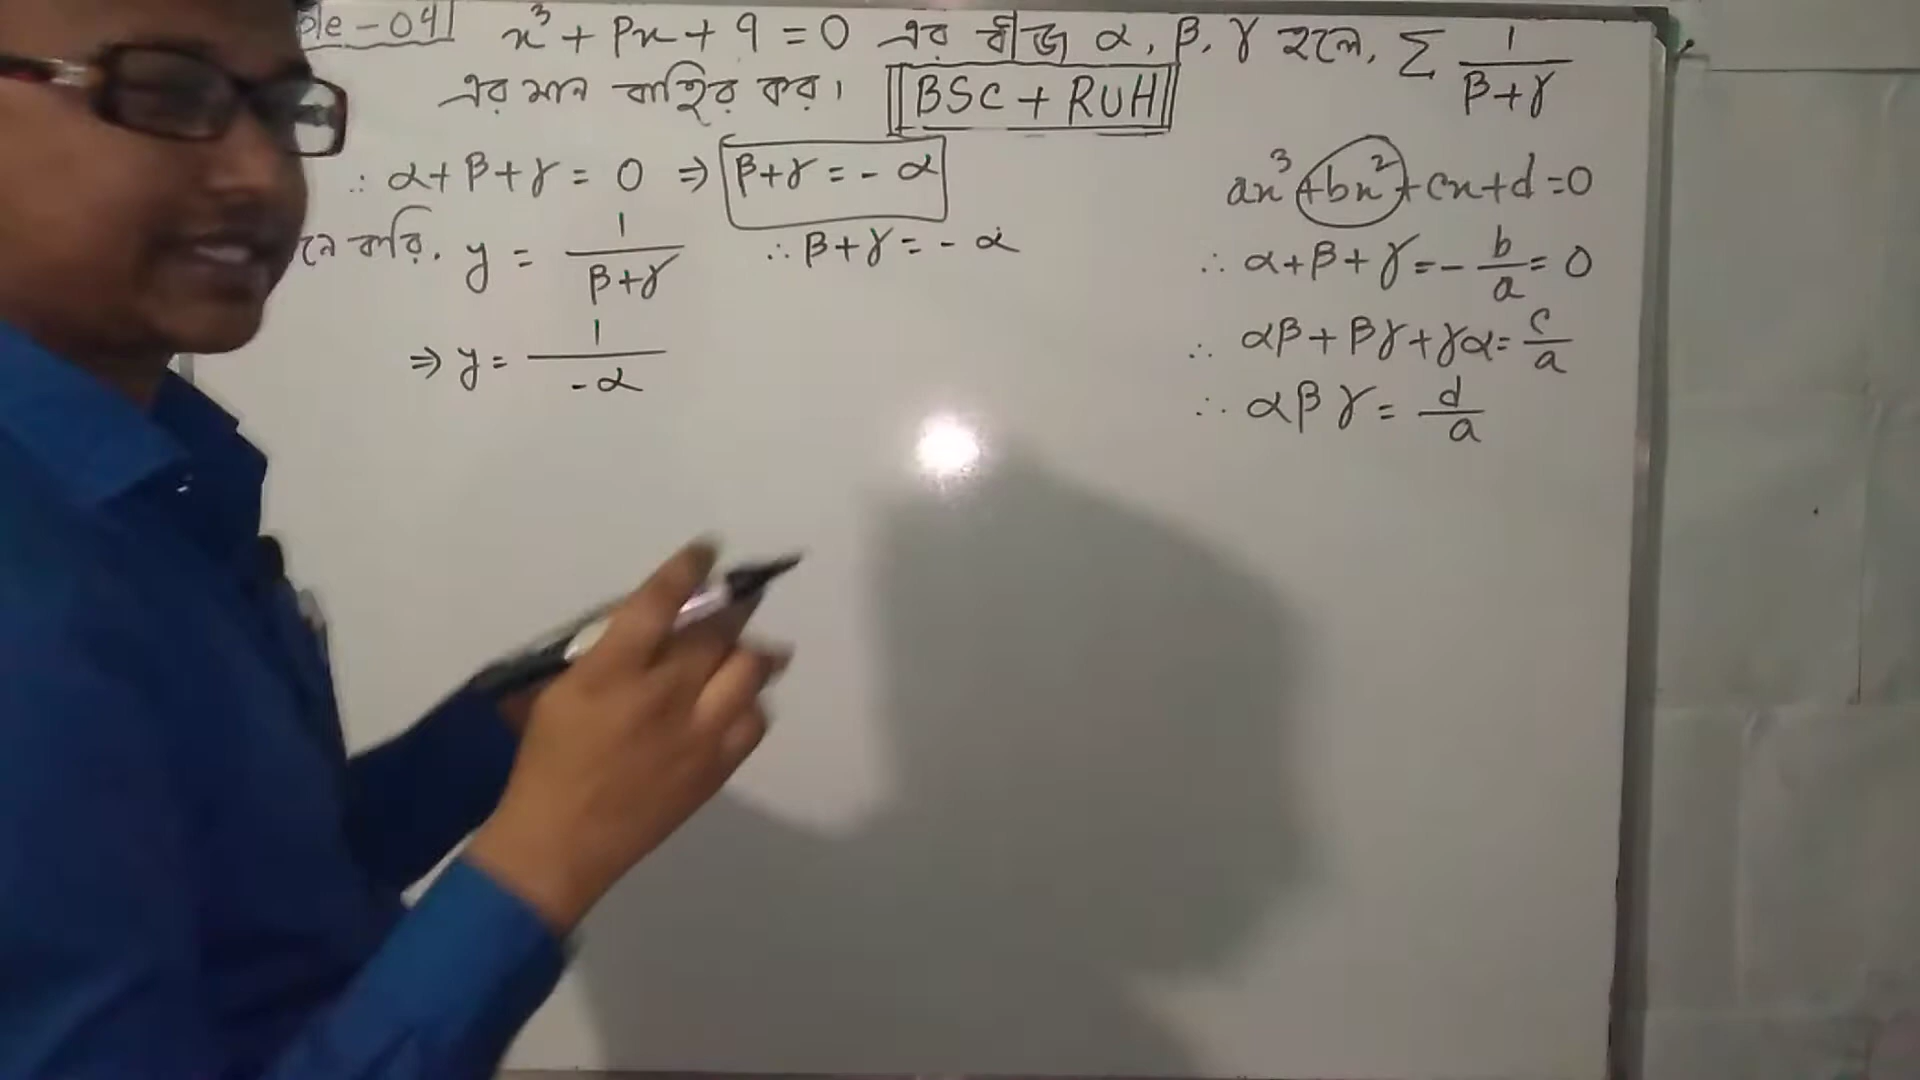 ple-04 x³ + Px + q = 0 এর বীজ α, β, γ হলে, Σ 1/(β+γ)
এর মান বাহির কর। BSC + RUH
∴ α+β+γ = 0 ⇒ β+γ = -α
নে করি, y = 1/(β+γ) ∴ β+γ = -α
⇒ y = 1/-α
ax³+bx²+cx+d=0
∴ α+β+γ = - b/a = 0
∴ αβ+βγ+γα = c/a
∴ αβγ = d/a